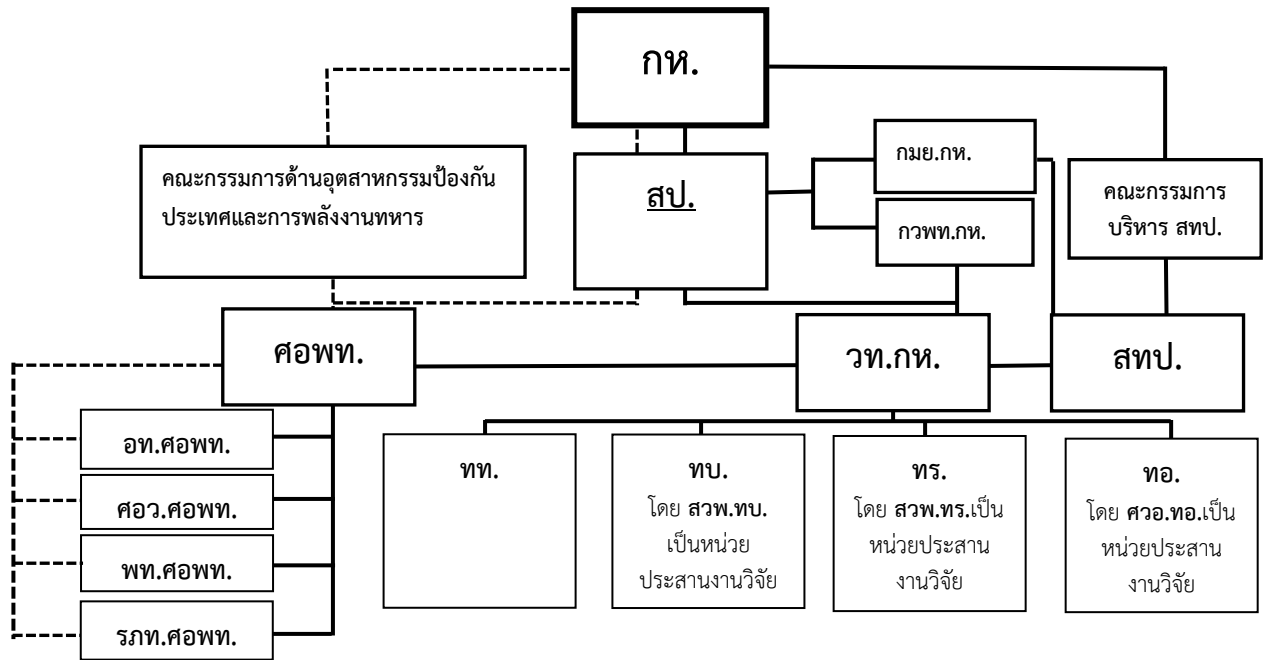 กห.
คณะกรรมการด้านอุตสาหกรรมป้องกัน
ประเทศและการพลังงานทหาร
สป.
กมย.กห.
กวพท.กห.
คณะกรรมการ
บริหาร สทป.
ศอพท.
วท.กห.
สทป.
อท.ศอพท.
ศอว.ศอพท.
พท.ศอพท.
รภท.ศอพท.
ทท.
ทบ.
โดย สวพ.ทบ.
เป็นหน่วย
ประสานงานวิจัย
ทร.
โดย สวพ.ทร.เป็น
หน่วยประสาน
งานวิจัย
ทอ.
โดย ศวอ.ทอ.เป็น
หน่วยประสาน
งานวิจัย